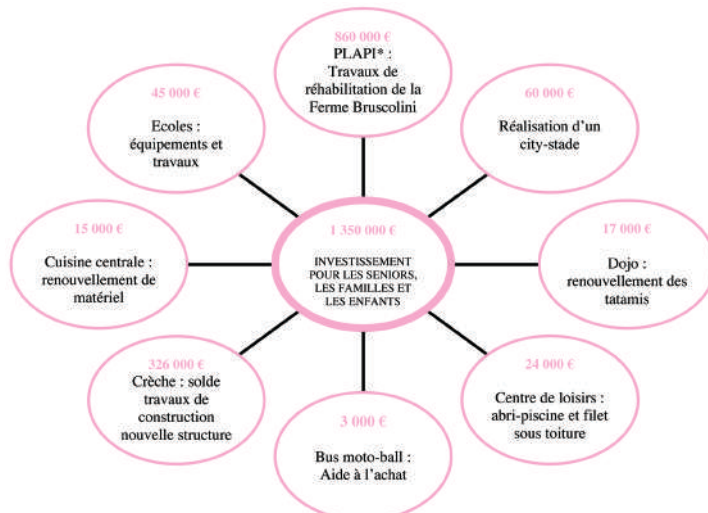 860 000 €
PLAPI* :
Travaux de
réhabilitation de la
Ferme Bruscolini
45 000 €
Ecoles :
équipements et
travaux
60 000 €
Réalisation d'un
city-stade
15 000 €
Cuisine centrale :
renouvellement de
matériel
1 350 000 €
INVESTISSEMENT
POUR LES SENIORS,
LES FAMILLES ET
LES ENFANTS
17 000 €
Dojo :
renouvellement des
tatamis
326 000 €
Crèche : solde
travaux de
construction
nouvelle structure
3 000 €
Bus moto-ball :
Aide à l'achat
24 000 €
Centre de loisirs :
abri-piscine et filet
sous toiture